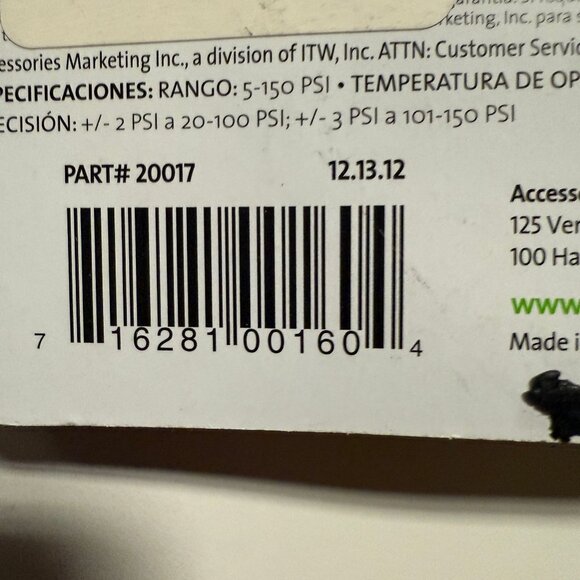 keting, Inc. para
essories Marketing Inc., a division of ITW, Inc. ATTN: Customer Servic
PECIFICACIONES: RANGO: 5-150 PSI • TEMPERATURA DE OP
ECISIÓN: +/- 2 PSI a 20-100 PSI; +/- 3 PSI a 101-150 PSI
PART# 20017 12.13.12
Access
125 Ver
100 Ha
www.
Made i
7 16281 00160 4